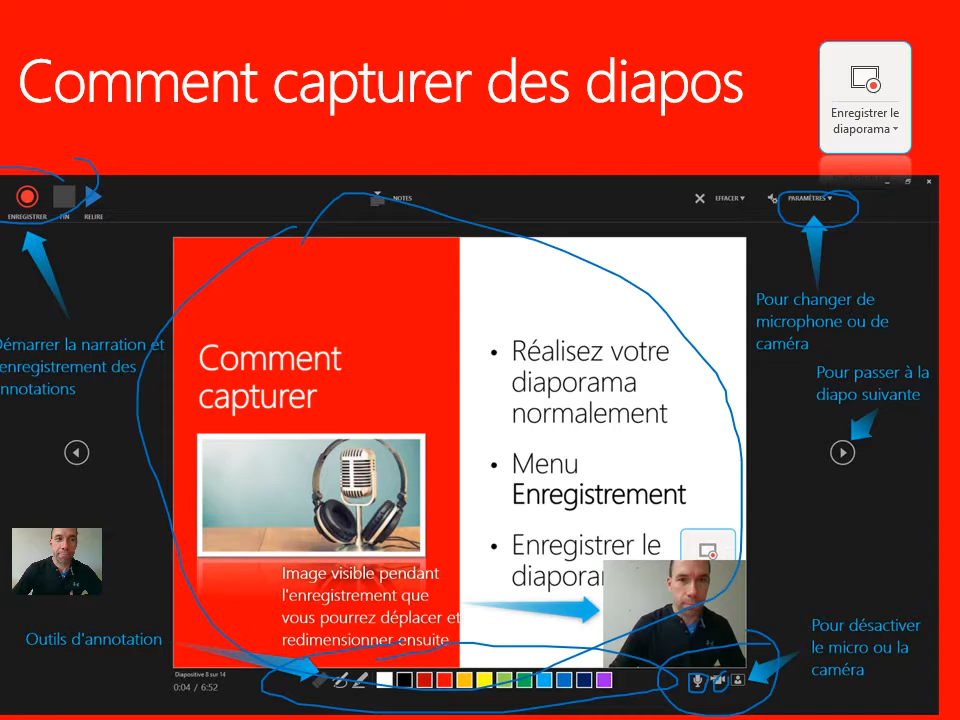 Comment capturer des diapos
Enregistrer le
diaporama
ENREGISTRER
FIN
RELIRE
NOTES
EFFACER
PARAMÈTRES
Démarrer la narration et
enregistrement des
annotations
Pour changer de
microphone ou de
caméra
Pour passer à la
diapo suivante
Comment
capturer
• Réalisez votre
diaporama
normalement
• Menu
Enregistrement
• Enregistrer le
diaporama
Image visible pendant
l'enregistrement que
vous pourrez déplacer et
redimensionner ensuite
Outils d'annotation
Pour désactiver
le micro ou la
caméra
Diapositive 8 sur 14
0:04 / 6:52